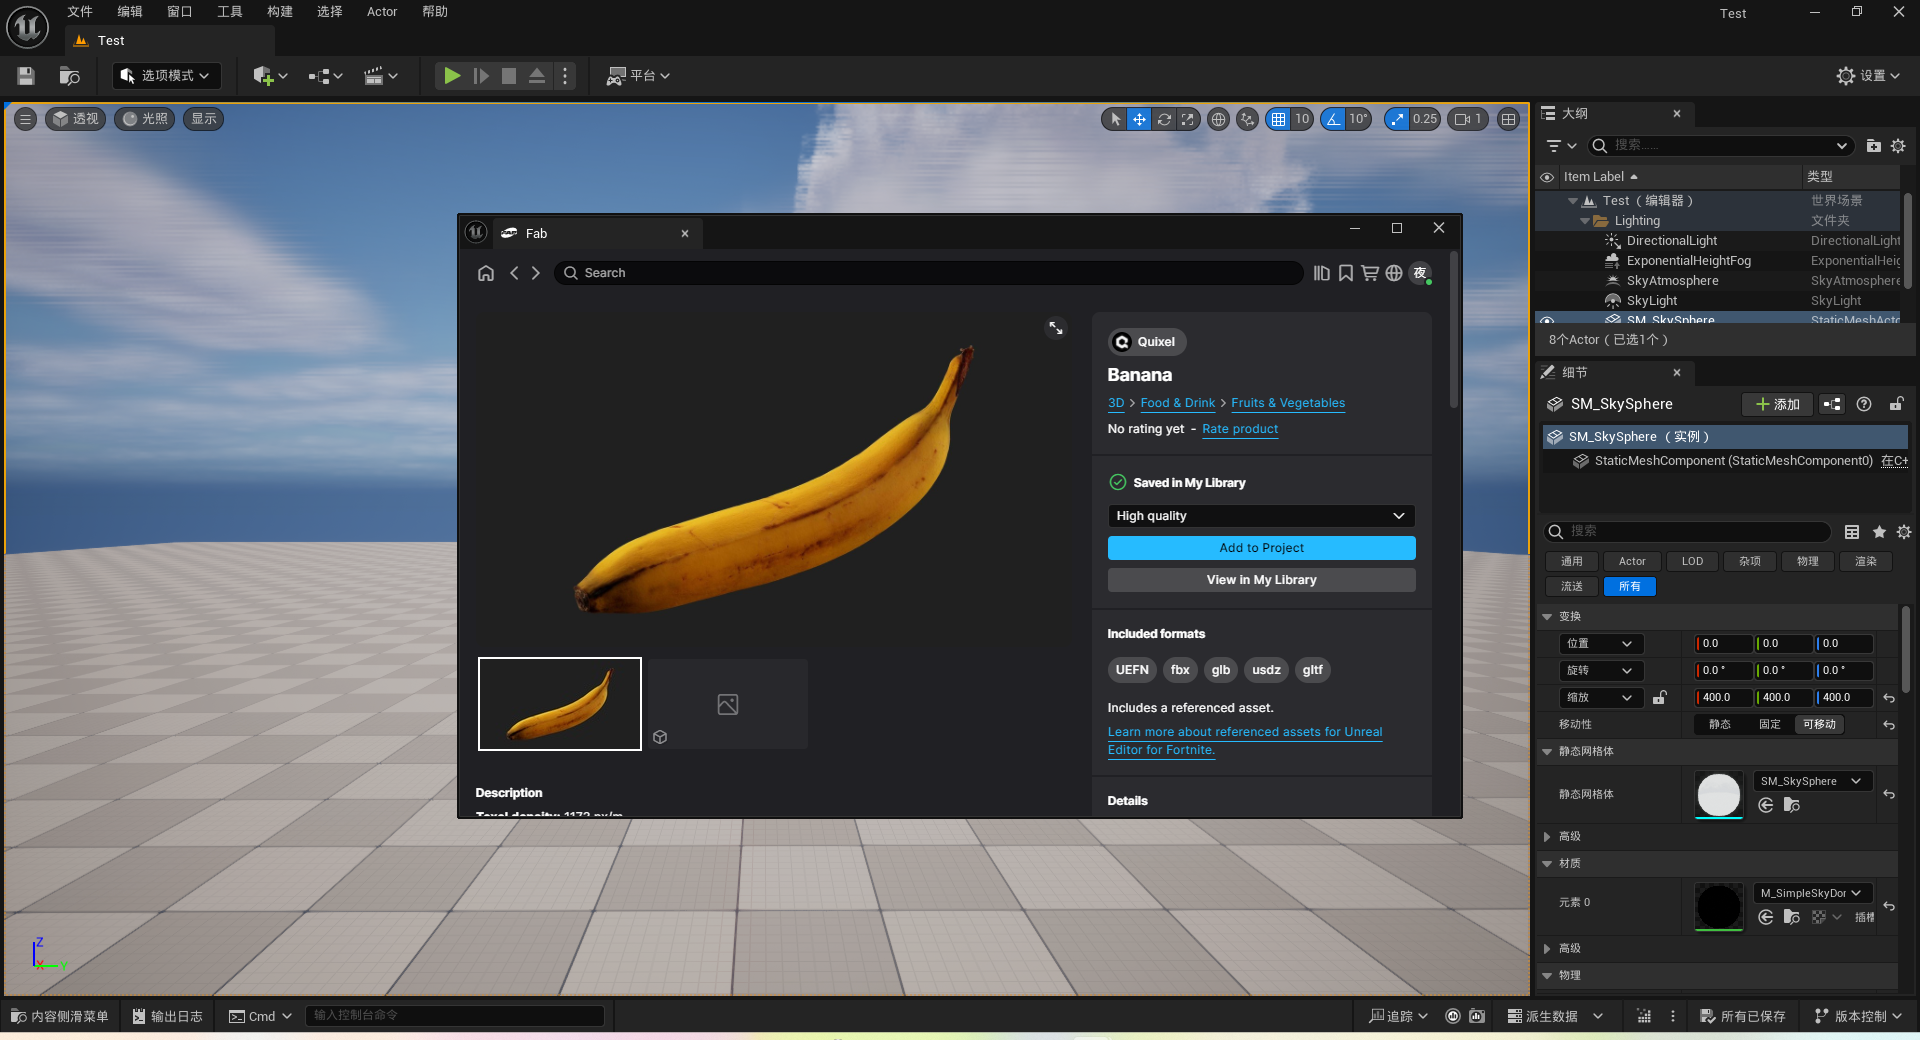 文件 编辑 窗口 工具 构建 选择 Actor 帮助
Test
Test
选项模式
平台
设置
透视 光照 显示
10 10° 0.25 1
大纲
搜索......
Item Label 类型
Test（编辑器） 世界场景
Lighting 文件夹
DirectionalLight DirectionalLight
ExponentialHeightFog ExponentialHeig
SkyAtmosphere SkyAtmosphere
SkyLight SkyLight
SM_SkySphere StaticMeshActo
8个Actor（已选1个）
细节
SM_SkySphere 添加
SM_SkySphere （实例）
StaticMeshComponent (StaticMeshComponent0) 在C+
搜索
通用 Actor LOD 杂项 物理 渲染
流送 所有
变换
位置 0.0 0.0 0.0
旋转 0.0 ° 0.0 ° 0.0 °
缩放 400.0 400.0 400.0
移动性 静态 固定 可移动
静态网格体
静态网格体 SM_SkySphere
高级
材质
元素 0 M_SimpleSkyDor
插槽
高级
物理
Fab
Search
夜
Quixel
Banana
3D > Food & Drink > Fruits & Vegetables
No rating yet - Rate product
Saved in My Library
High quality
Add to Project
View in My Library
Included formats
UEFN fbx glb usdz gltf
Includes a referenced asset.
Learn more about referenced assets for Unreal
Editor for Fortnite.
Details
Description
Texel density: 1173 px/m
Z
X Y
内容侧滑菜单 输出日志 Cmd 输入控制台命令
追踪 派生数据 所有已保存 版本控制